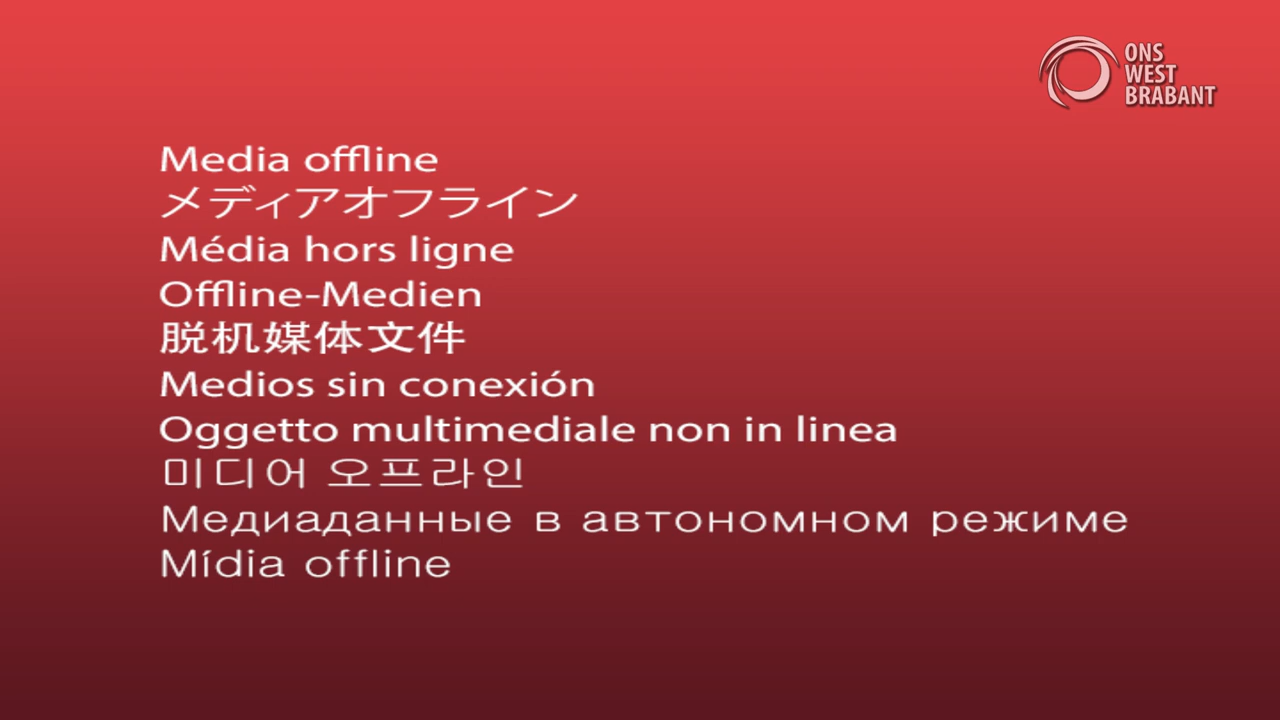 ONS
WEST
BRABANT
Media offline
メディアオフライン
Média hors ligne
Offline-Medien
脱机媒体文件
Medios sin conexión
Oggetto multimediale non in linea
미디어 오프라인
Медиаданные в автономном режиме
Mídia offline